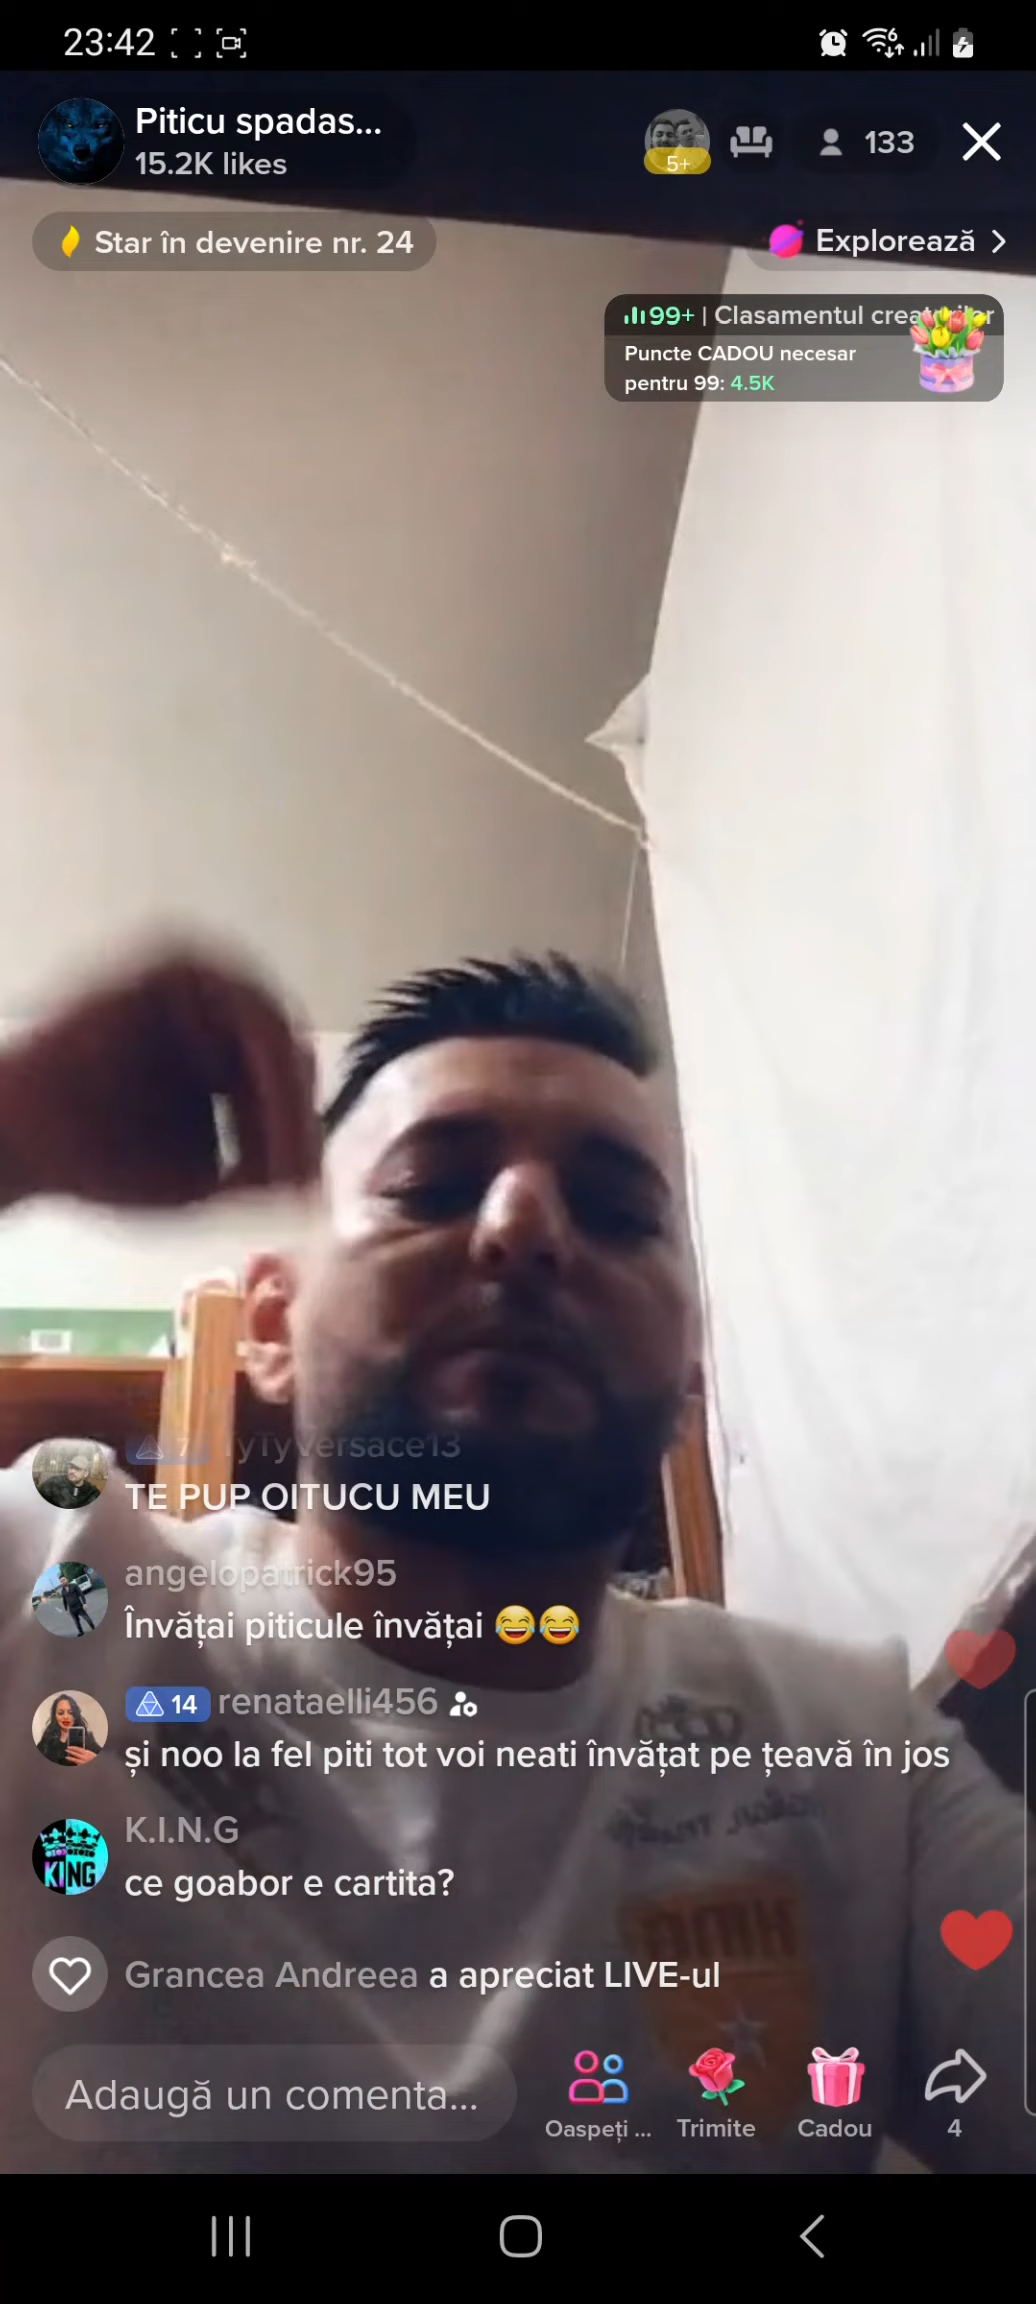 23:42
6
Piticu spadas...
15.2K likes
5+
133
Star în devenire nr. 24
Explorează
99+ | Clasamentul
Puncte CADOU necesar
pentru 99: 4.5K
TyTyVersace13
TE PUP OITUCU MEU
angelopatrick95
Învățai piticule învățai 😂😂
14 renataelli456
și noo la fel piti tot voi neati învățat pe țeavă în jos
K.I.N.G
KING
ce goabor e cartita?
Grancea Andreea a apreciat LIVE-ul
Adaugă un comenta...
Oaspeți ...
Trimite
Cadou
4